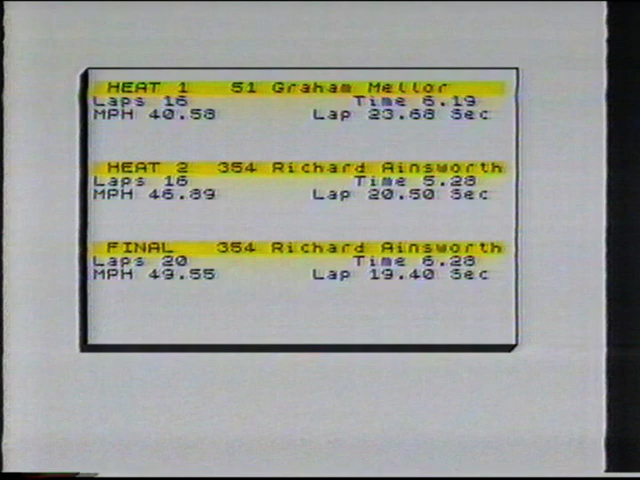 HEAT 1 51 Graham Mellor
Laps 16 Time 6.19
MPH 40.58 Lap 23.68 Sec
HEAT 2 354 Richard Ainsworth
Laps 16 Time 5.28
MPH 46.89 Lap 20.50 Sec
FINAL 354 Richard Ainsworth
Laps 20 Time 6.28
MPH 49.55 Lap 19.40 Sec